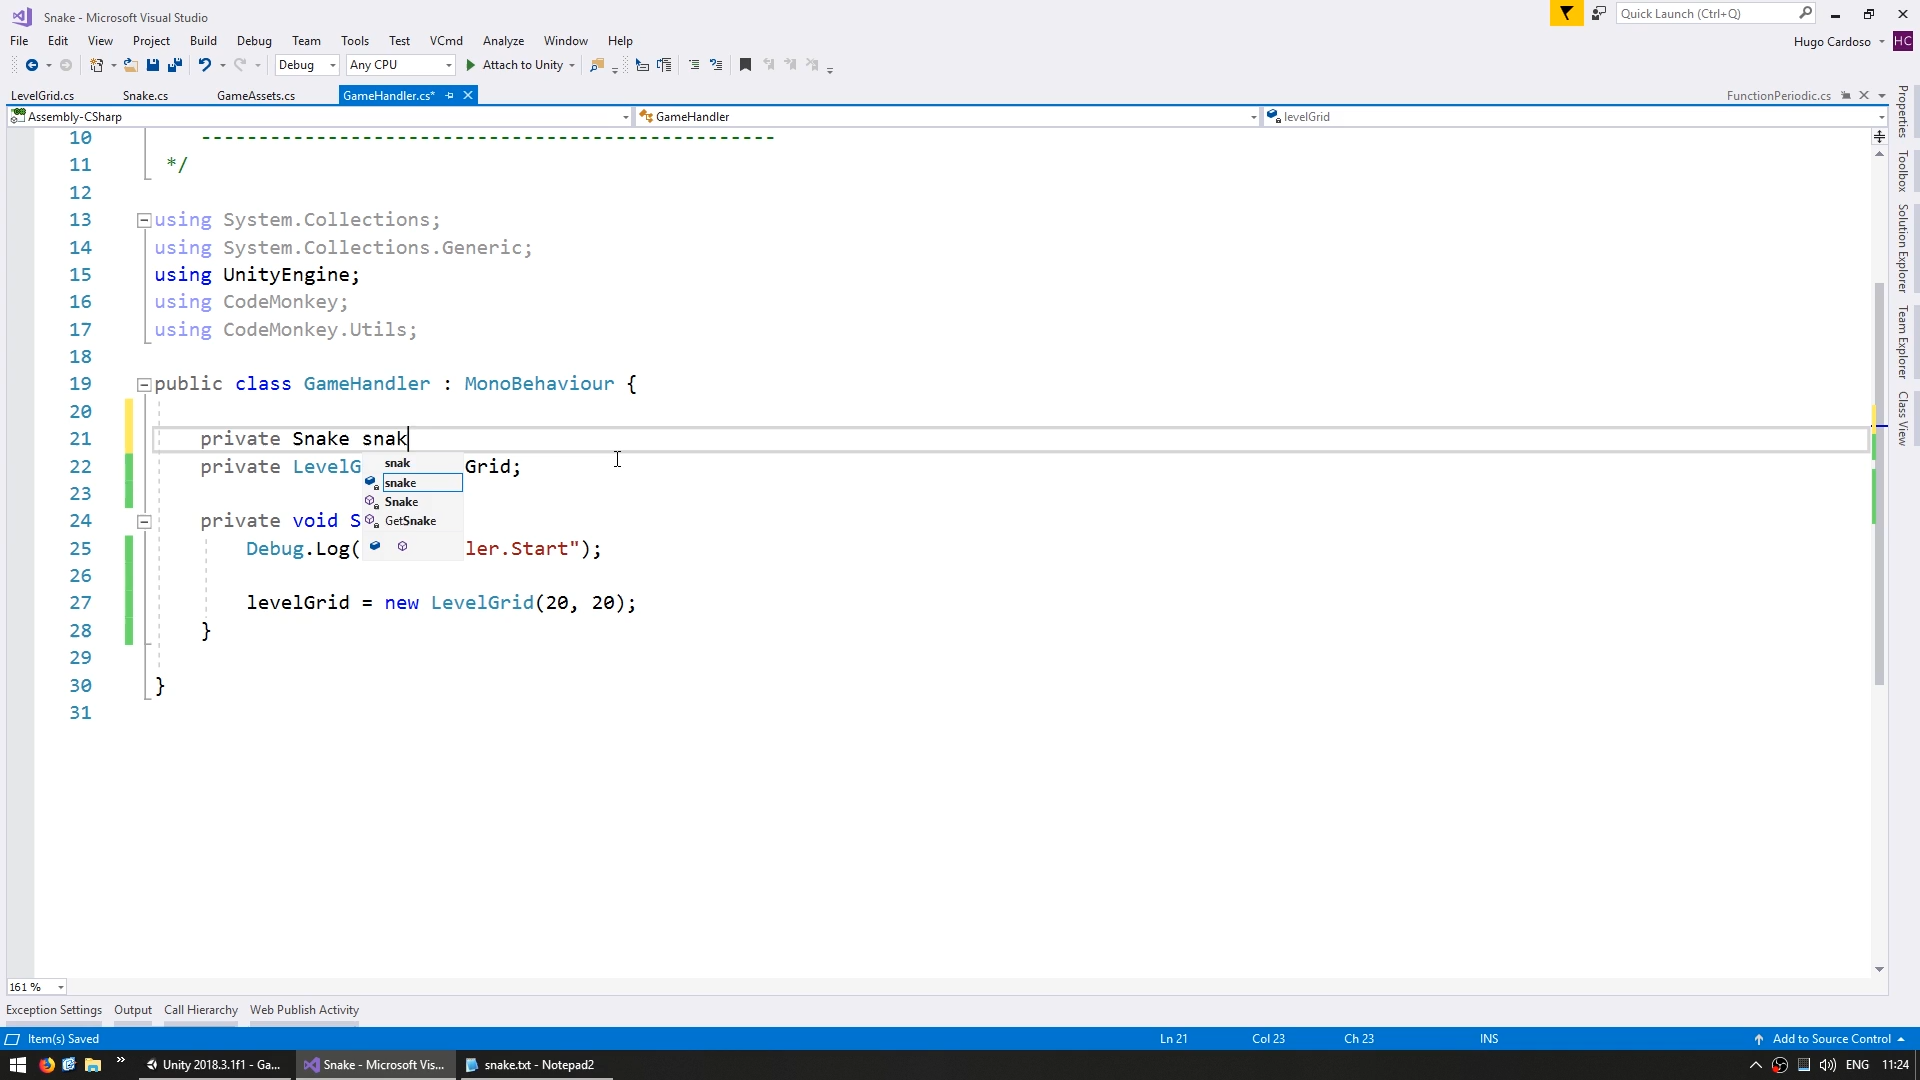 Snake - Microsoft Visual Studio
Quick Launch (Ctrl+Q)
File Edit View Project Build Debug Team Tools Test VCmd Analyze Window Help
Hugo Cardoso HC
Debug Any CPU Attach to Unity
LevelGrid.cs Snake.cs GameAssets.cs GameHandler.cs* FunctionPeriodic.cs
Assembly-CSharp GameHandler levelGrid
10 --------------------------------------------------
11 */
12
13 using System.Collections;
14 using System.Collections.Generic;
15 using UnityEngine;
16 using CodeMonkey;
17 using CodeMonkey.Utils;
18
19 public class GameHandler : MonoBehaviour {
20
21 private Snake snak
22 private LevelG Grid;
23
24 private void S
25 Debug.Log( ler.Start");
26
27 levelGrid = new LevelGrid(20, 20);
28 }
29
30 }
31
snak
snake
Snake
GetSnake
Properties
Toolbox
Solution Explorer
Team Explorer
Class View
161 %
Exception Settings Output Call Hierarchy Web Publish Activity
Item(s) Saved Ln 21 Col 23 Ch 23 INS Add to Source Control
Unity 2018.3.1f1 - Ga... Snake - Microsoft Vis... snake.txt - Notepad2 ENG 11:24